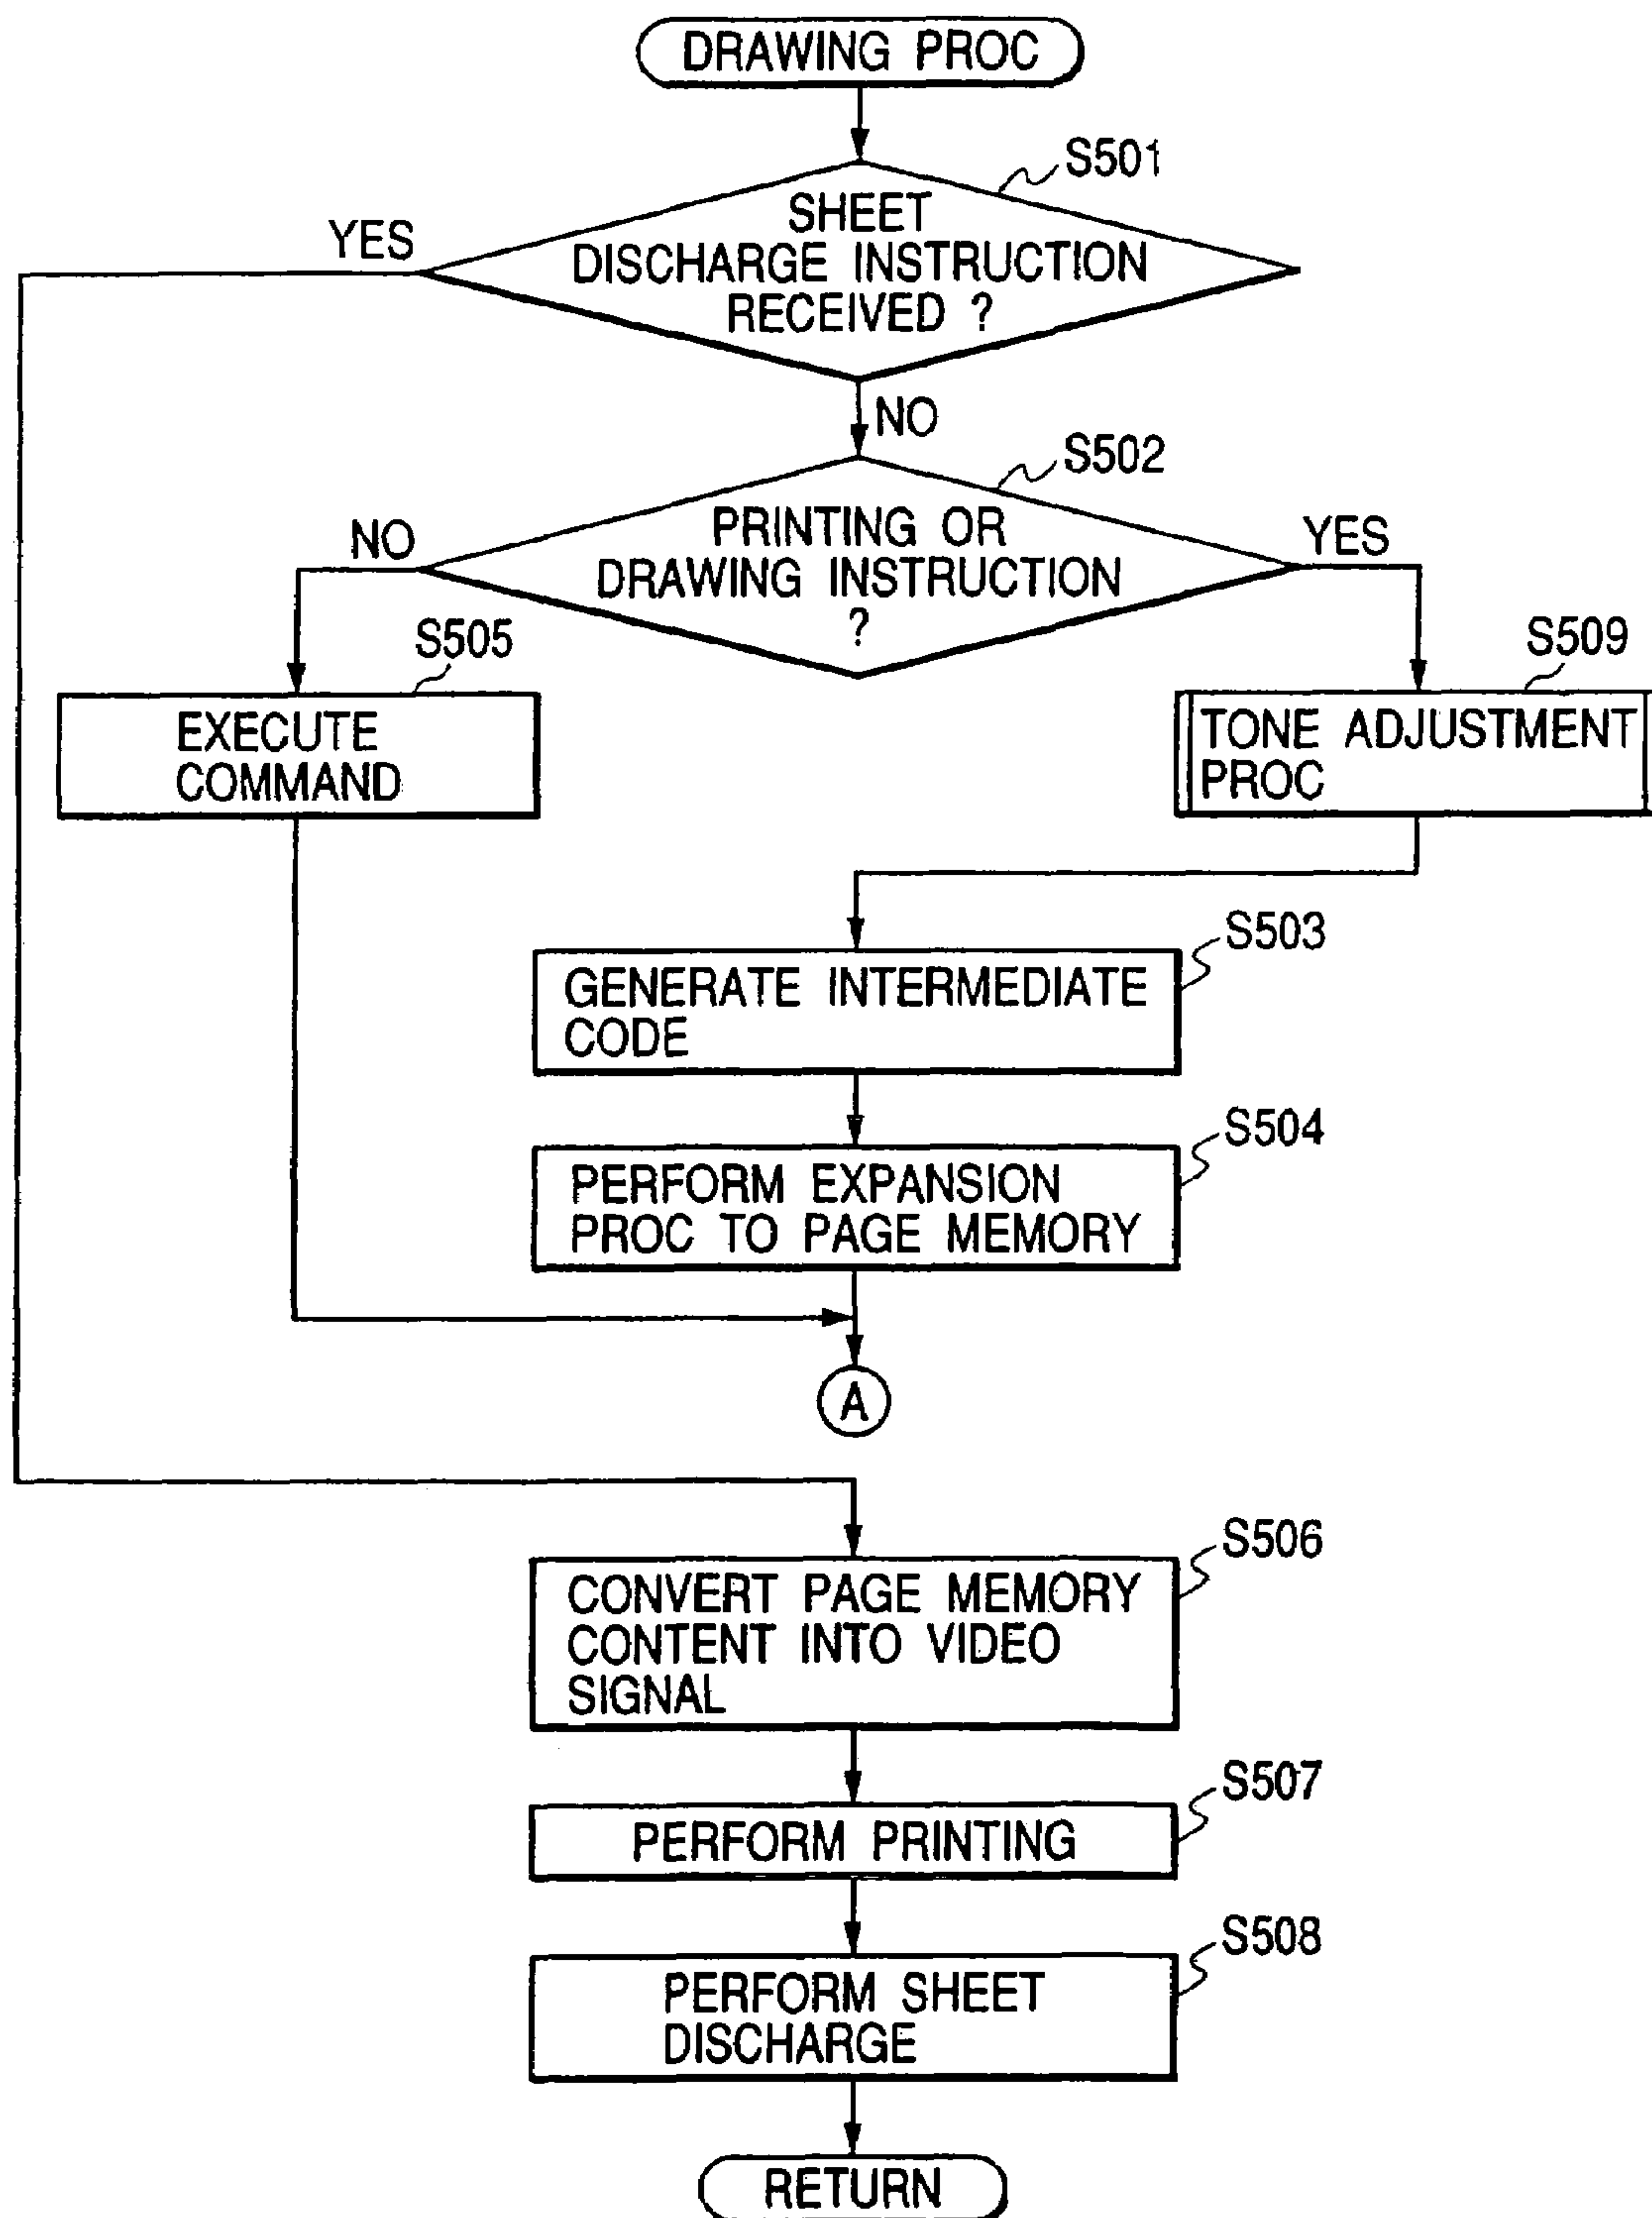 DRAWING PROC
S501
SHEET
DISCHARGE INSTRUCTION
RECEIVED ?
YES
NO
S502
PRINTING OR
DRAWING INSTRUCTION
?
NO
YES
S505
EXECUTE
COMMAND
S509
TONE ADJUSTMENT
PROC
S503
GENERATE INTERMEDIATE
CODE
S504
PERFORM EXPANSION
PROC TO PAGE MEMORY
A
S506
CONVERT PAGE MEMORY
CONTENT INTO VIDEO
SIGNAL
S507
PERFORM PRINTING
S508
PERFORM SHEET
DISCHARGE
RETURN